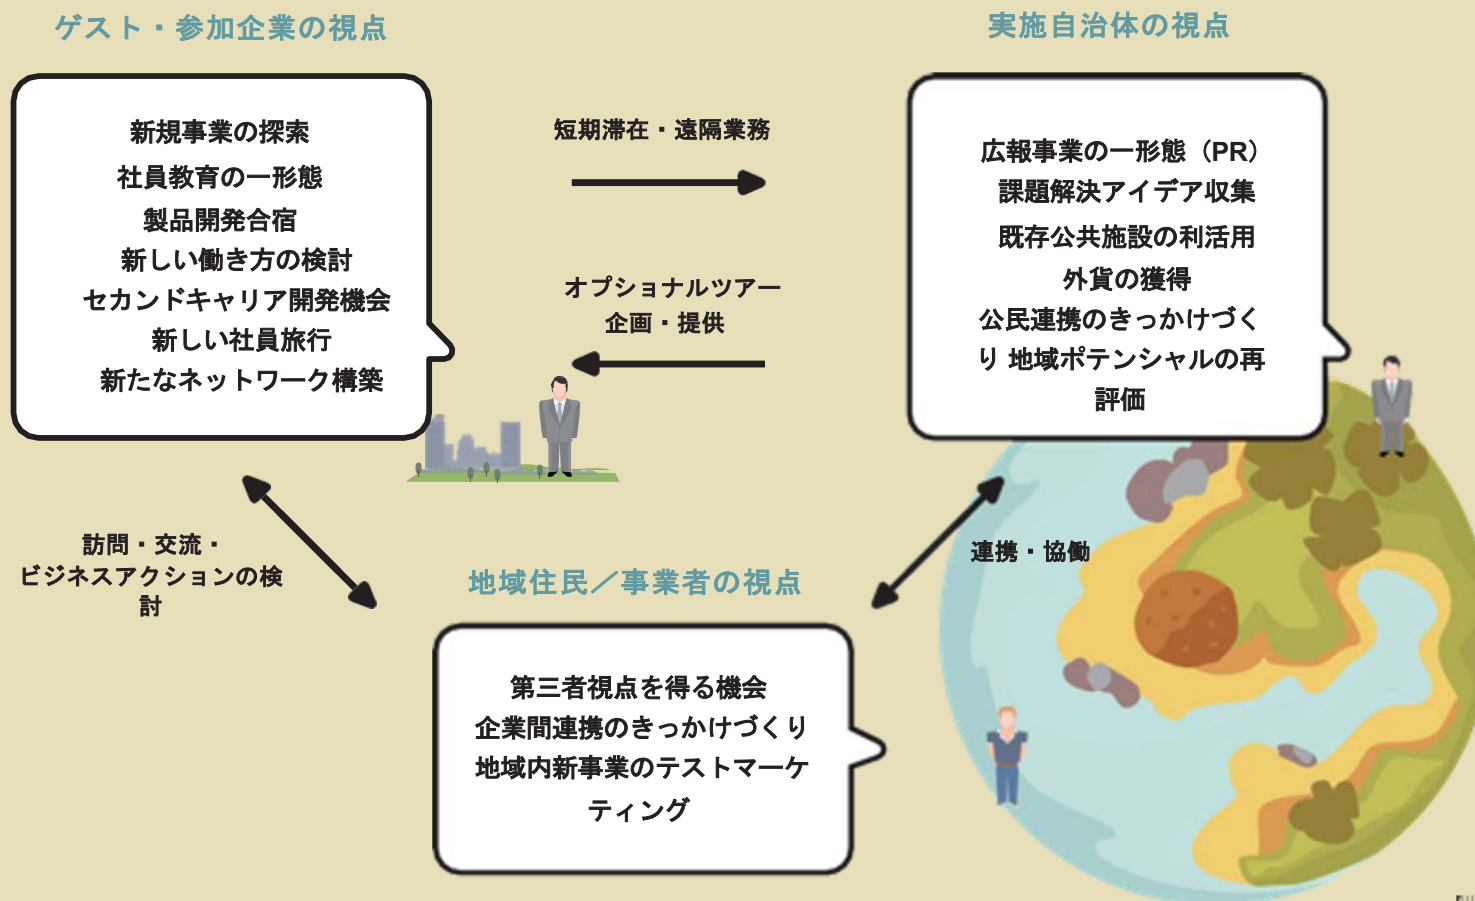 ゲスト・参加企業の視点
新規事業の探索
社員教育の一形態
製品開発合宿
新しい働き方の検討
セカンドキャリア開発機会
新しい社員旅行
新たなネットワーク構築
短期滞在・遠隔業務
オプショナルツアー
企画・提供
実施自治体の視点
広報事業の一形態（PR）
課題解決アイデア収集
既存公共施設の利活用
外貨の獲得
公民連携のきっかけづく
り 地域ポテンシャルの再
評価
訪問・交流・
ビジネスアクションの検
討
連携・協働
地域住民／事業者の視点
第三者視点を得る機会
企業間連携のきっかけづくり
地域内新事業のテストマーケ
ティング